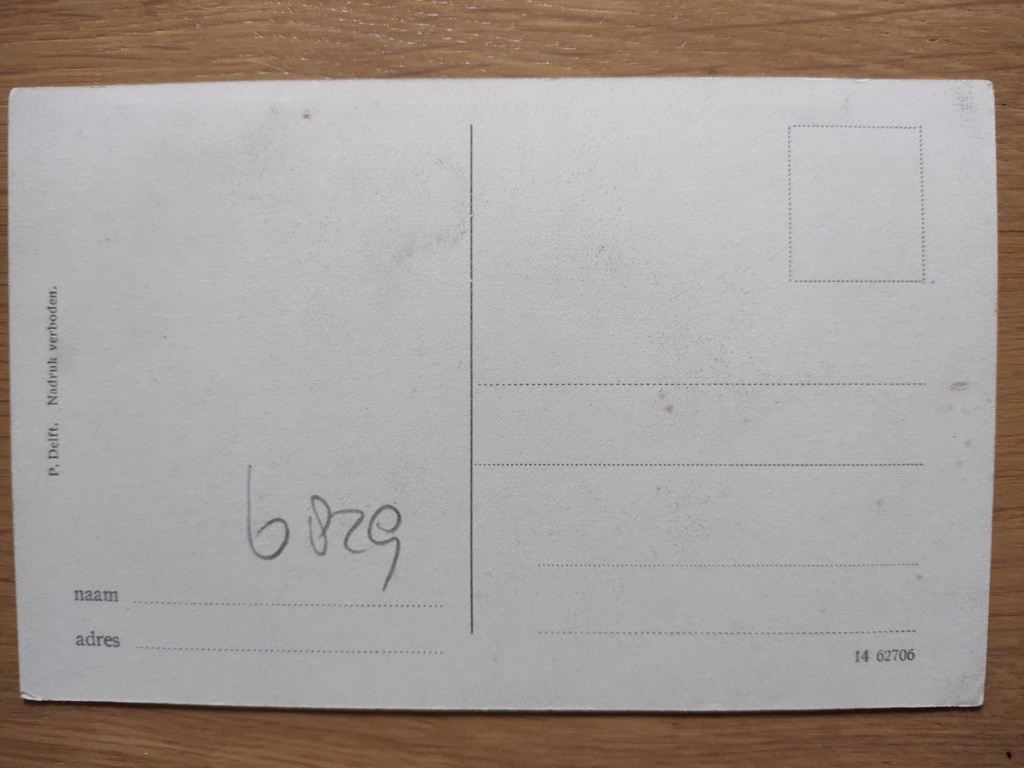 P. Delft. Nadruk verboden.
6829
naam
adres
14 62706